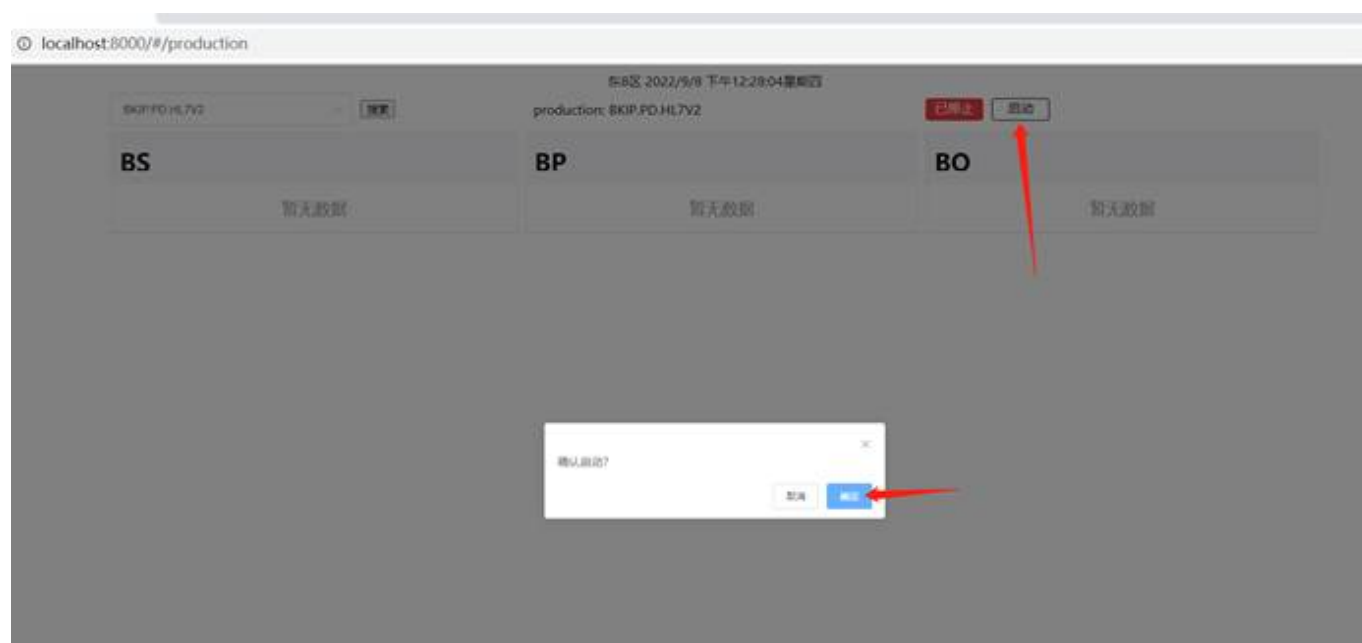 localhost:8000/#/production
东8区 2022/9/8 下午12:28:04星期四
BKIP.PD.HL7V2
搜索
production: BKIP.PD.HL7V2
已停止
启动
BS
BP
BO
暂无数据
暂无数据
暂无数据
确认启动?
取消
确定